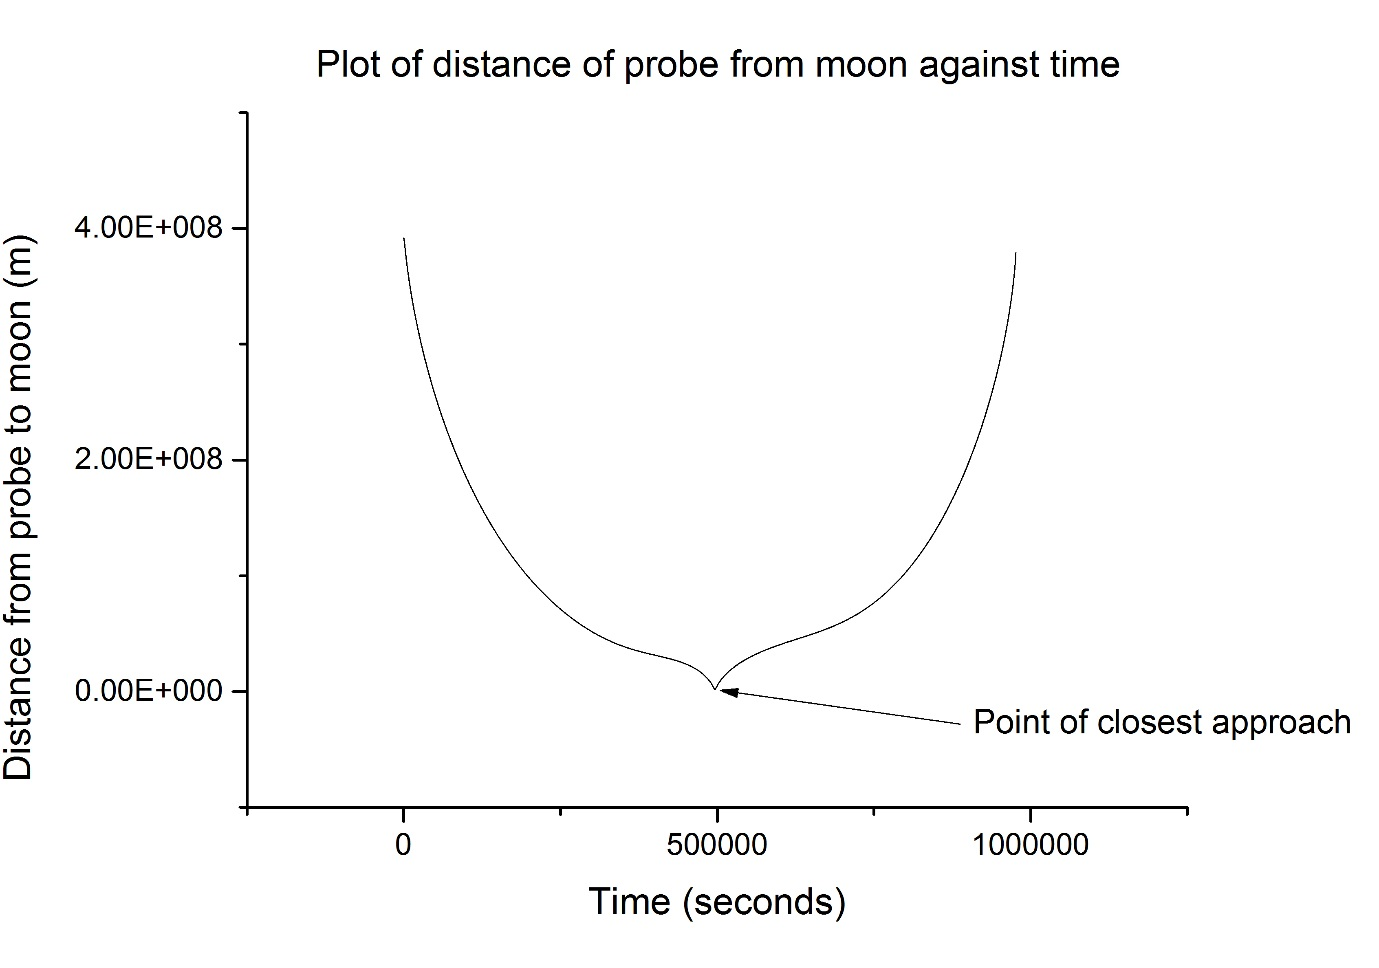 Plot of distance of probe from moon against time
Distance from probe to moon (m)
4.00E+008
2.00E+008
0.00E+000
Point of closest approach
0
500000
1000000
Time (seconds)